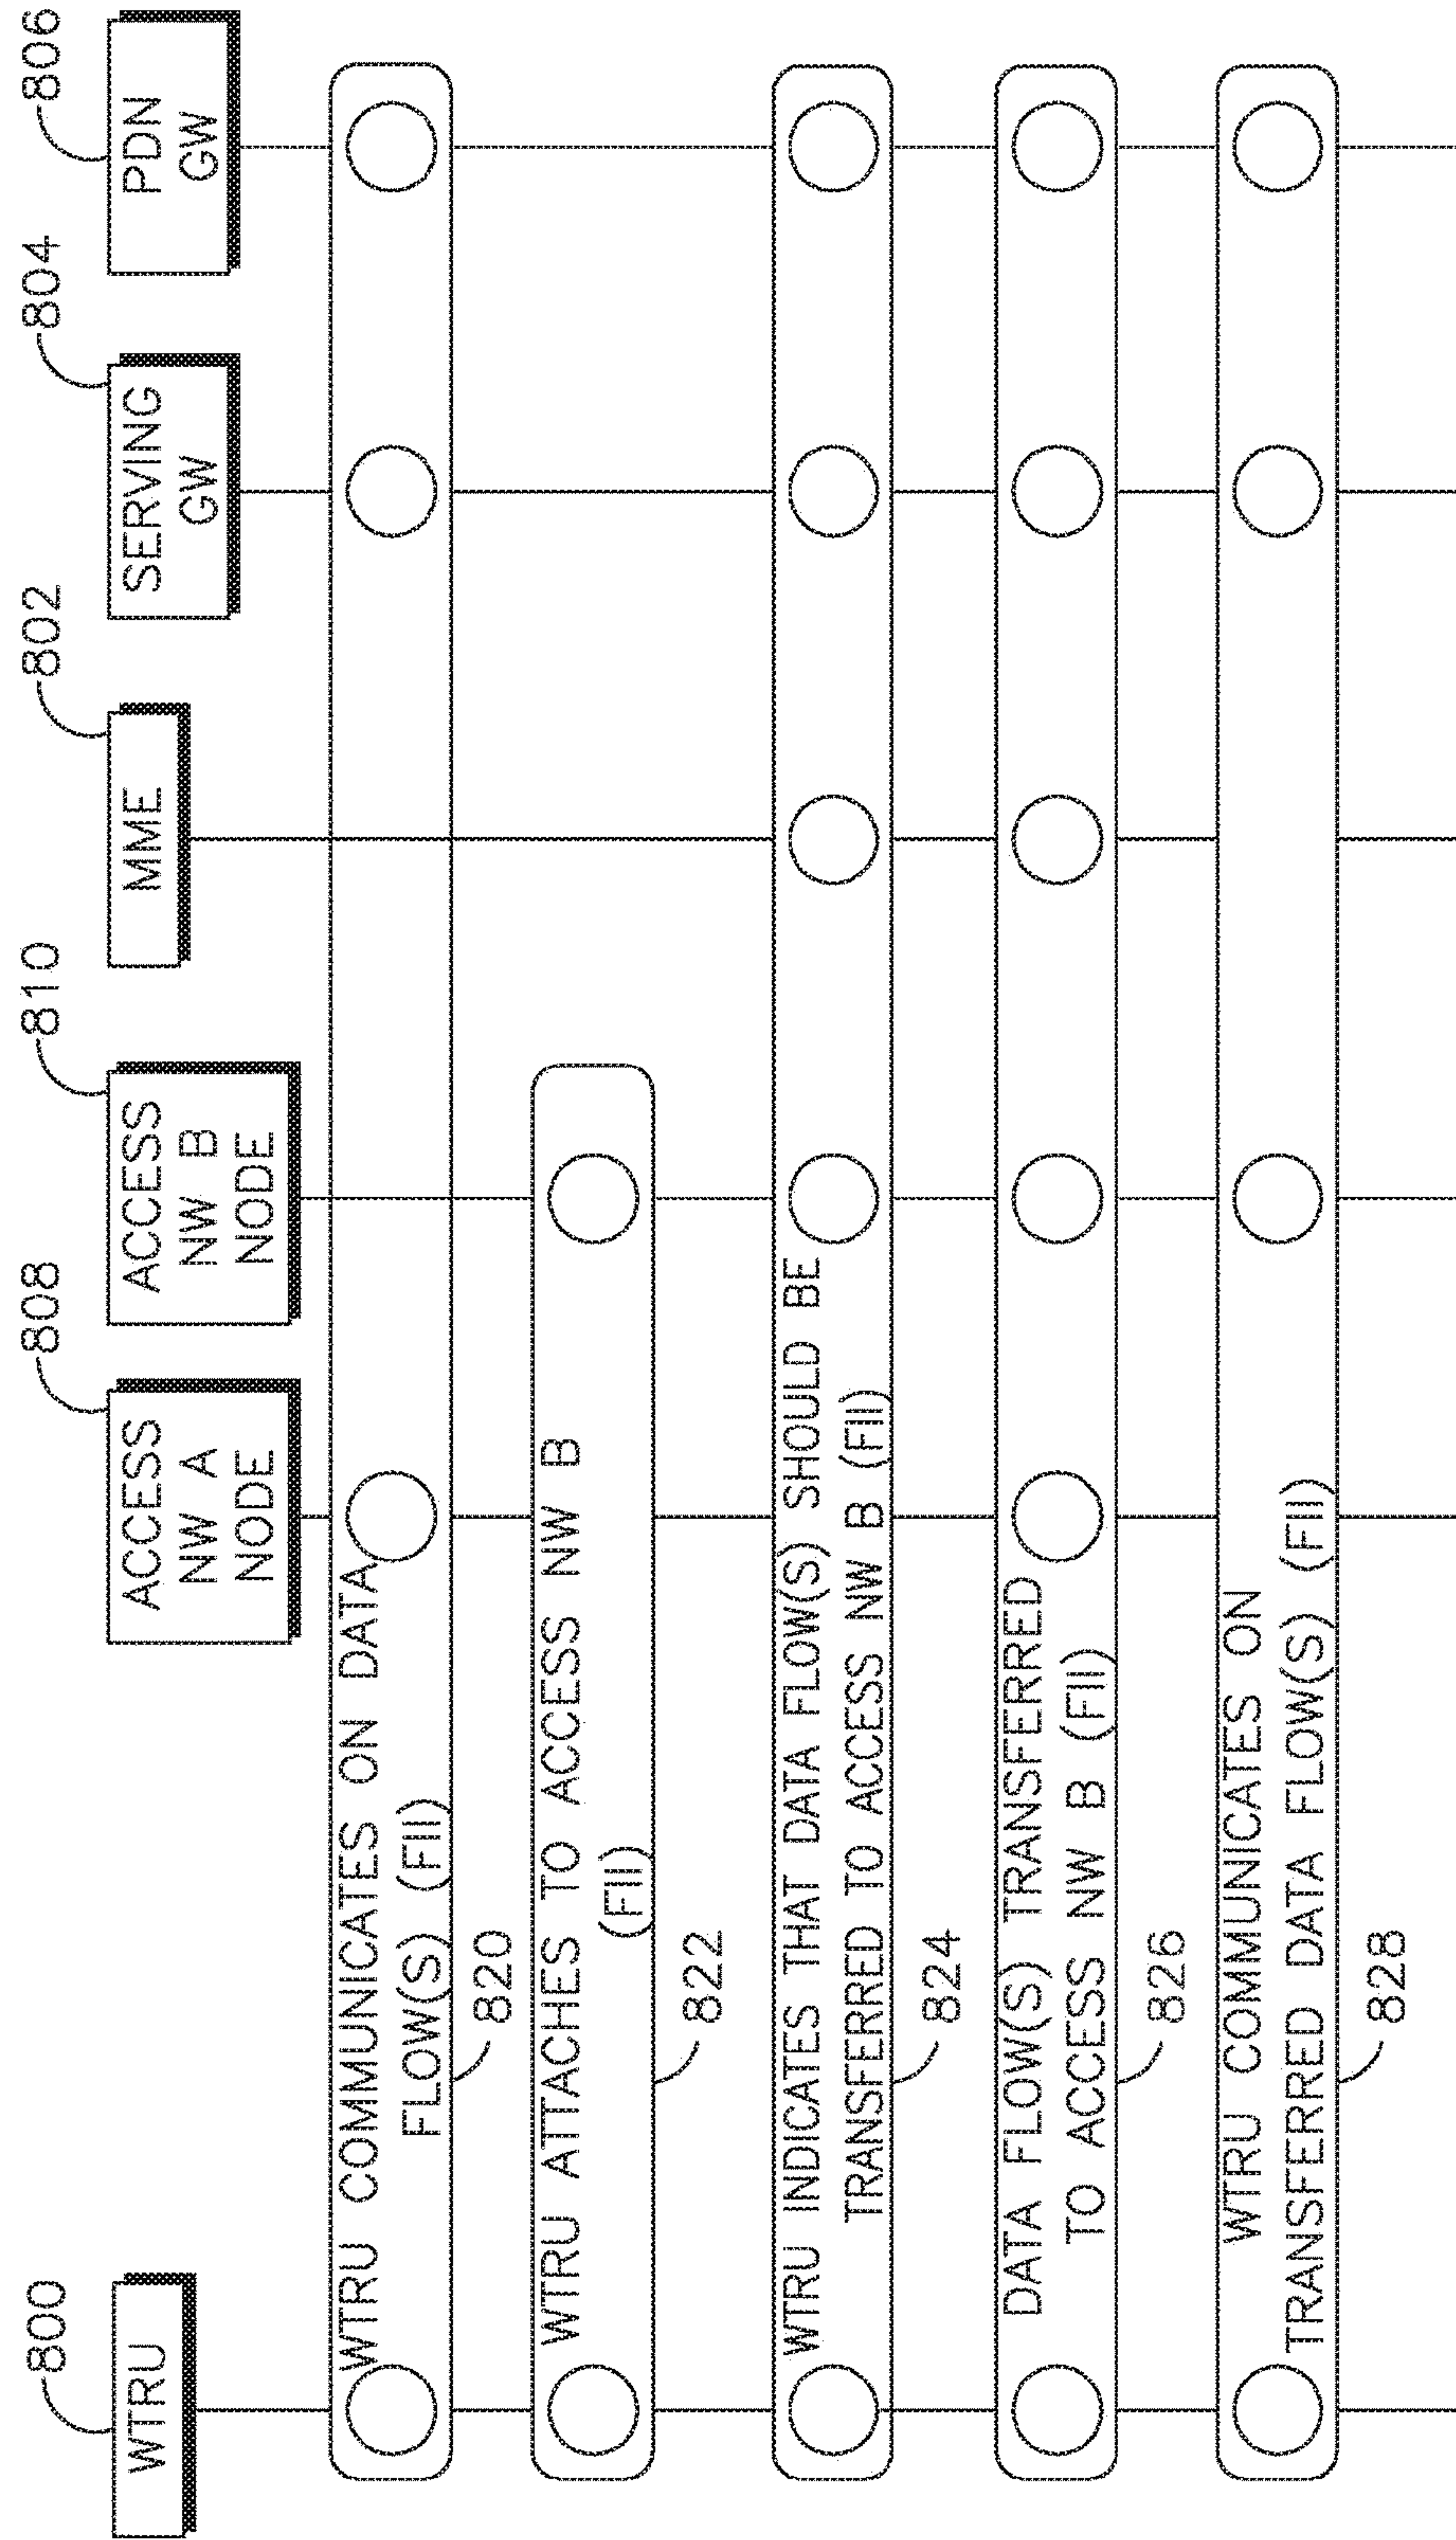 800
WTRU
808
ACCESS
NW A
NODE
810
ACCESS
NW B
NODE
802
MME
804
SERVING
GW
806
PDN
GW
WTRU COMMUNICATES ON DATA
FLOW(S) (FII)
820
WTRU ATTACHES TO ACCESS NW B
(FII)
822
WTRU INDICATES THAT DATA FLOW(S) SHOULD BE
TRANSFERRED TO ACCESS NW B (FII)
824
DATA FLOW(S) TRANSFERRED
TO ACCESS NW B (FII)
826
WTRU COMMUNICATES ON
TRANSFERRED DATA FLOW(S) (FII)
828